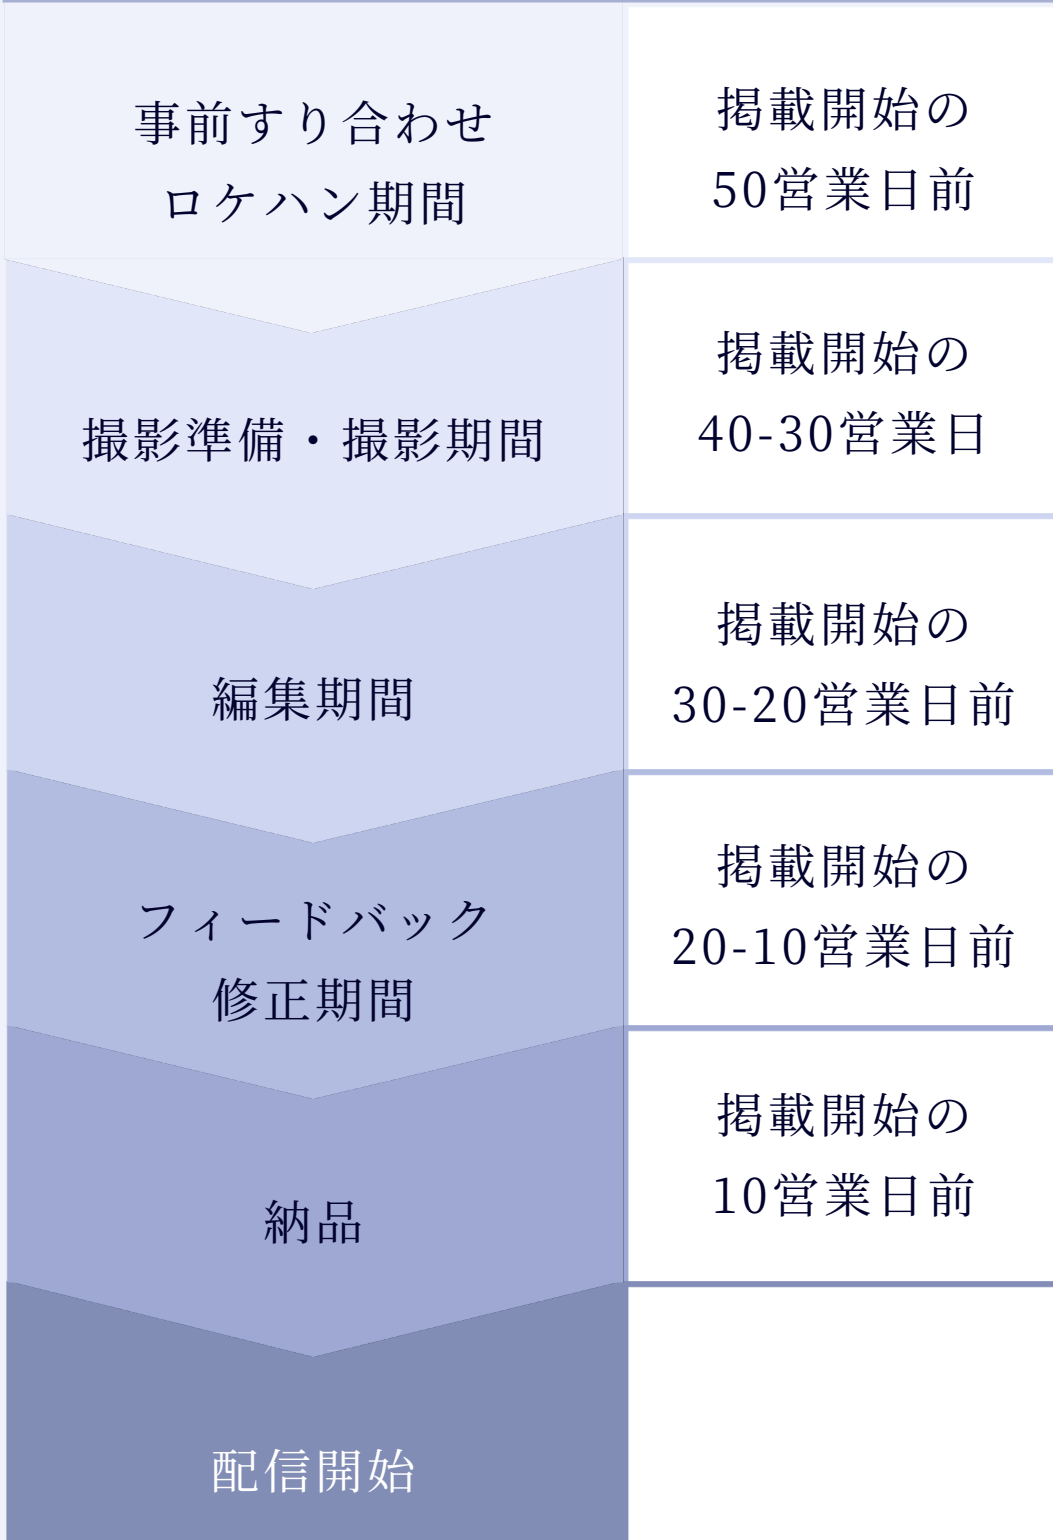 事前すり合わせ
ロケハン期間
掲載開始の
50営業日前
撮影準備・撮影期間
掲載開始の
40-30営業日
編集期間
掲載開始の
30-20営業日前
フィードバック
修正期間
掲載開始の
20-10営業日前
納品
掲載開始の
10営業日前
配信開始